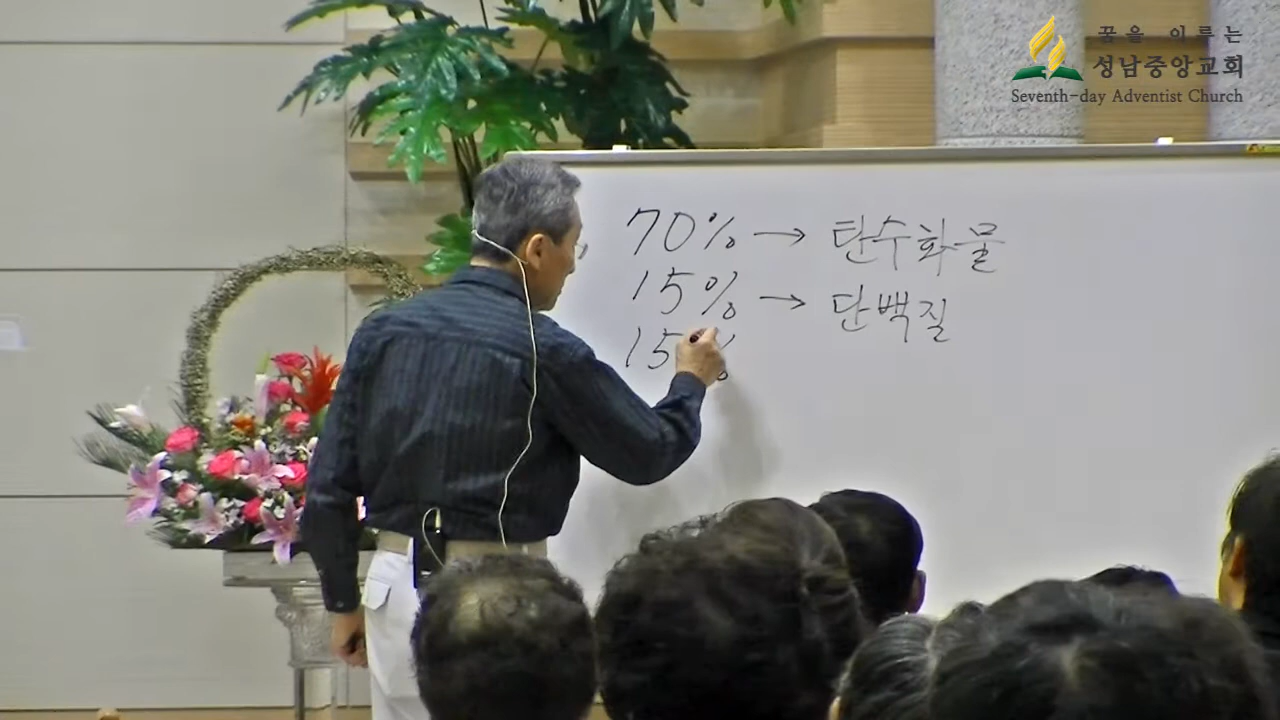 꿈을 이루는
성남중앙교회
Seventh-day Adventist Church
70% → 탄수화물
15% → 단백질
15%